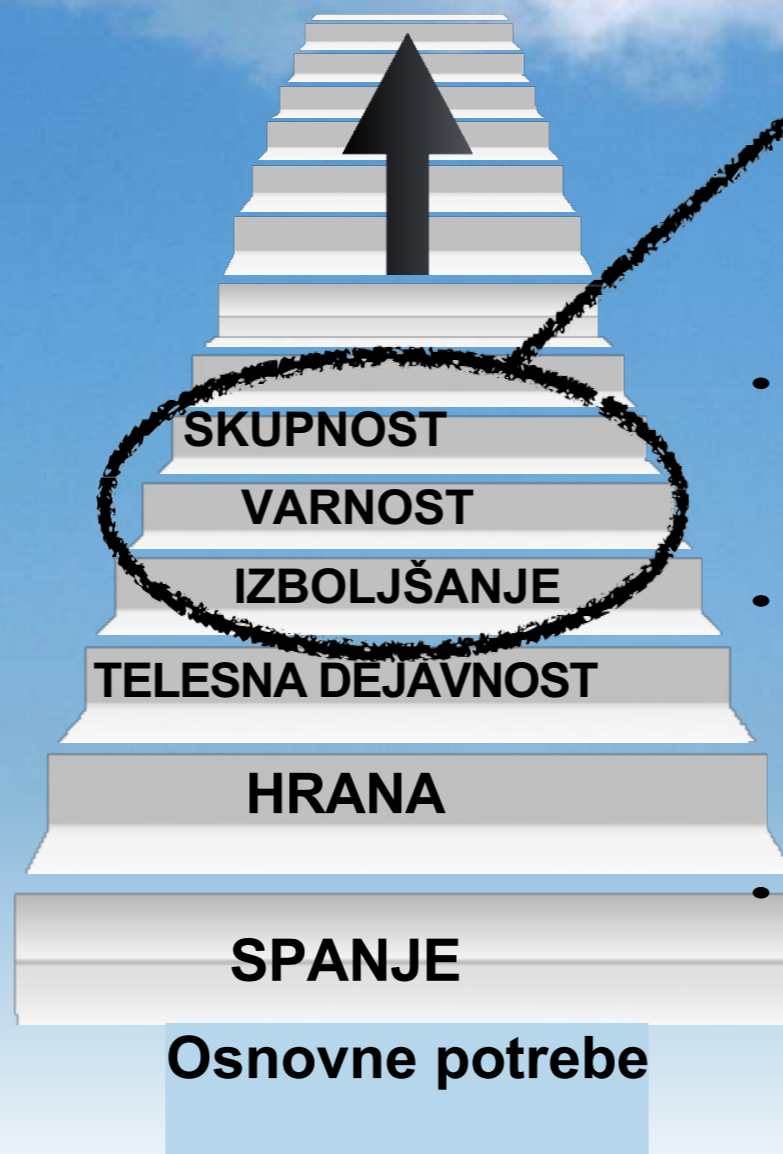 SKUPNOST
VARNOST
IZBOLJŠANJE
TELESNA DEJAVNOST
HRANA
SPANJE
Osnovne potrebe